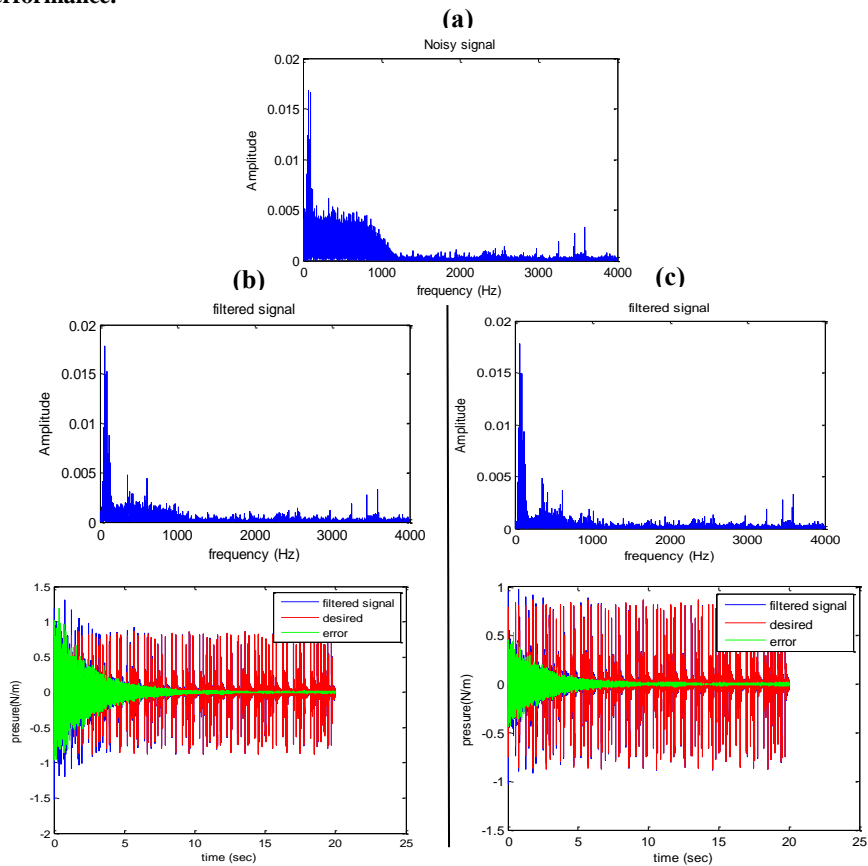 (a)
Noisy signal
0.02
0.015
0.01
0.005
0
Amplitude
0 1000 2000 3000 4000
frequency (Hz)
(b)
filtered signal
0.02
0.015
0.01
0.005
0
Amplitude
0 1000 2000 3000 4000
frequency (Hz)
(c)
filtered signal
0.02
0.015
0.01
0.005
0
Amplitude
0 1000 2000 3000 4000
frequency (Hz)
1.5
1
0.5
0
-0.5
-1
-1.5
-2
presure(N/m)
filtered signal
desired
error
0 5 10 15 20 25
time (sec)
1
0.5
0
-0.5
-1
-1.5
presure(N/m)
filtered signal
desired
error
0 5 10 15 20 25
time (sec)